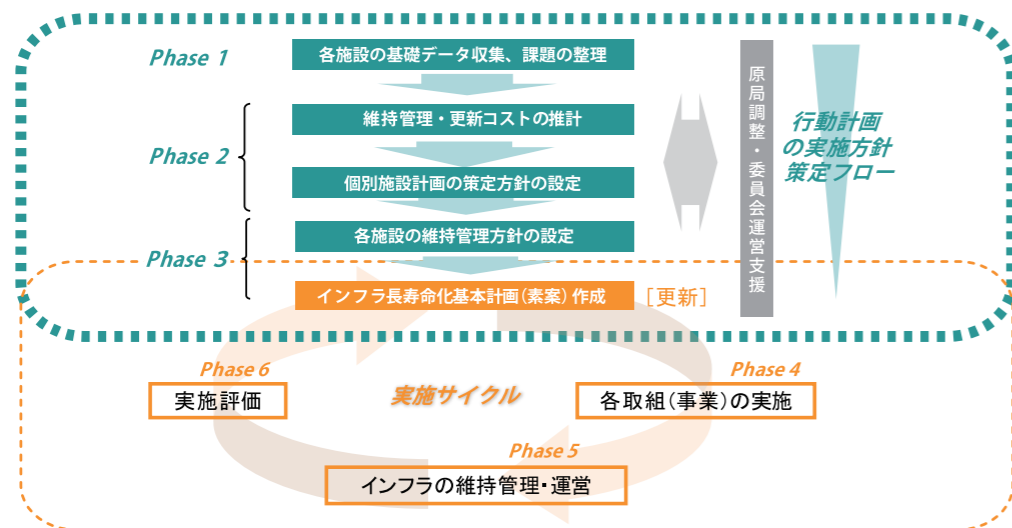 Phase 1
各施設の基礎データ収集、課題の整理
Phase 2
維持管理・更新コストの推計
個別施設計画の策定方針の設定
Phase 3
各施設の維持管理方針の設定
インフラ長寿命化基本計画(素案)作成
[更新]
原局調整・委員会運営支援
行動計画
の実施方針
策定フロー
Phase 6
実施評価
実施サイクル
Phase 4
各取組(事業)の実施
Phase 5
インフラの維持管理・運営